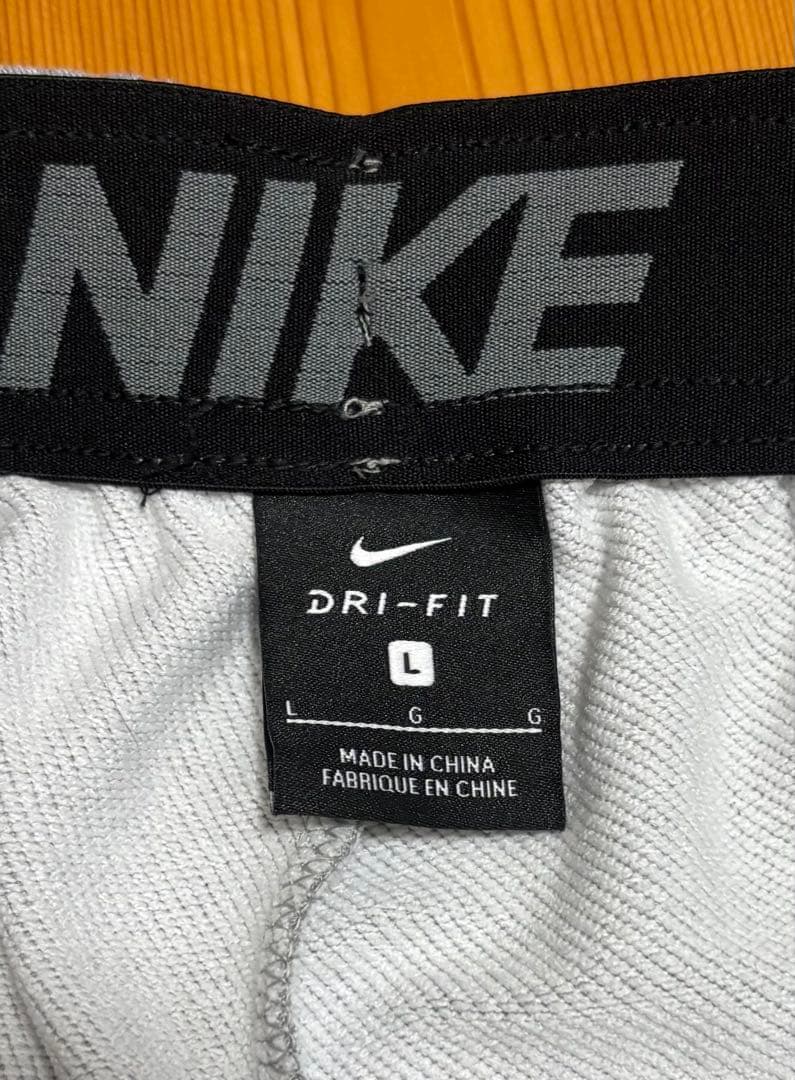 NIKE
DRI-FIT
L
L G G
MADE IN CHINA
FABRIQUE EN CHINE